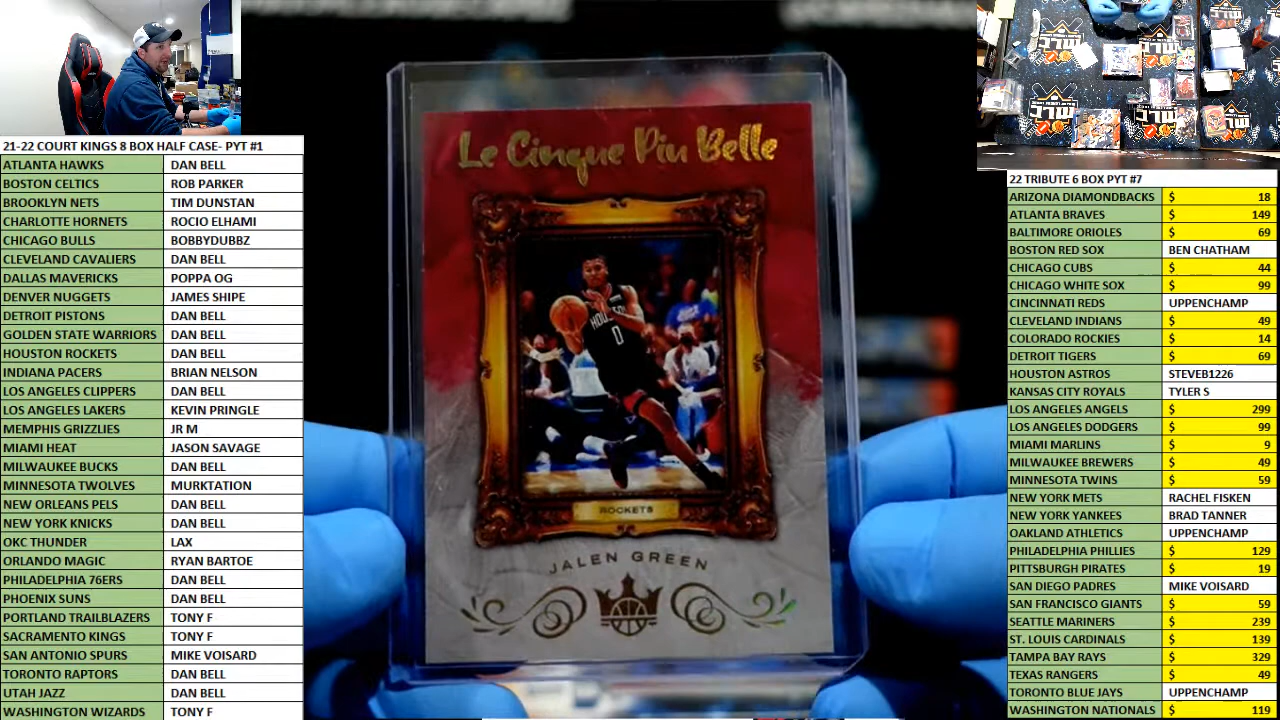 21-22 COURT KINGS 8 BOX HALF CASE- PYT #1
ATLANTA HAWKS DAN BELL
BOSTON CELTICS ROB PARKER
BROOKLYN NETS TIM DUNSTAN
CHARLOTTE HORNETS ROCIO ELHAMI
CHICAGO BULLS BOBBYDUBBZ
CLEVELAND CAVALIERS DAN BELL
DALLAS MAVERICKS POPPA OG
DENVER NUGGETS JAMES SHIPE
DETROIT PISTONS DAN BELL
GOLDEN STATE WARRIORS DAN BELL
HOUSTON ROCKETS DAN BELL
INDIANA PACERS BRIAN NELSON
LOS ANGELES CLIPPERS DAN BELL
LOS ANGELES LAKERS KEVIN PRINGLE
MEMPHIS GRIZZLIES JR M
MIAMI HEAT JASON SAVAGE
MILWAUKEE BUCKS DAN BELL
MINNESOTA TWOLVES MURKTATION
NEW ORLEANS PELS DAN BELL
NEW YORK KNICKS DAN BELL
OKC THUNDER LAX
ORLANDO MAGIC RYAN BARTOE
PHILADELPHIA 76ERS DAN BELL
PHOENIX SUNS DAN BELL
PORTLAND TRAILBLAZERS TONY F
SACRAMENTO KINGS TONY F
SAN ANTONIO SPURS MIKE VOISARD
TORONTO RAPTORS DAN BELL
UTAH JAZZ DAN BELL
WASHINGTON WIZARDS TONY F
Le Cinque Piu Belle
HOUSTON
0
ROCKETS
JALEN GREEN
22 TRIBUTE 6 BOX PYT #7
ARIZONA DIAMONDBACKS $ 18
ATLANTA BRAVES $ 149
BALTIMORE ORIOLES $ 69
BOSTON RED SOX BEN CHATHAM
CHICAGO CUBS $ 44
CHICAGO WHITE SOX $ 99
CINCINNATI REDS UPPENCHAMP
CLEVELAND INDIANS $ 49
COLORADO ROCKIES $ 14
DETROIT TIGERS $ 69
HOUSTON ASTROS STEVEB1226
KANSAS CITY ROYALS TYLER S
LOS ANGELES ANGELS $ 299
LOS ANGELES DODGERS $ 99
MIAMI MARLINS $ 9
MILWAUKEE BREWERS $ 49
MINNESOTA TWINS $ 59
NEW YORK METS RACHEL FISKEN
NEW YORK YANKEES BRAD TANNER
OAKLAND ATHLETICS UPPENCHAMP
PHILADELPHIA PHILLIES $ 129
PITTSBURGH PIRATES $ 19
SAN DIEGO PADRES MIKE VOISARD
SAN FRANCISCO GIANTS $ 59
SEATTLE MARINERS $ 239
ST. LOUIS CARDINALS $ 139
TAMPA BAY RAYS $ 329
TEXAS RANGERS $ 49
TORONTO BLUE JAYS UPPENCHAMP
WASHINGTON NATIONALS $ 119